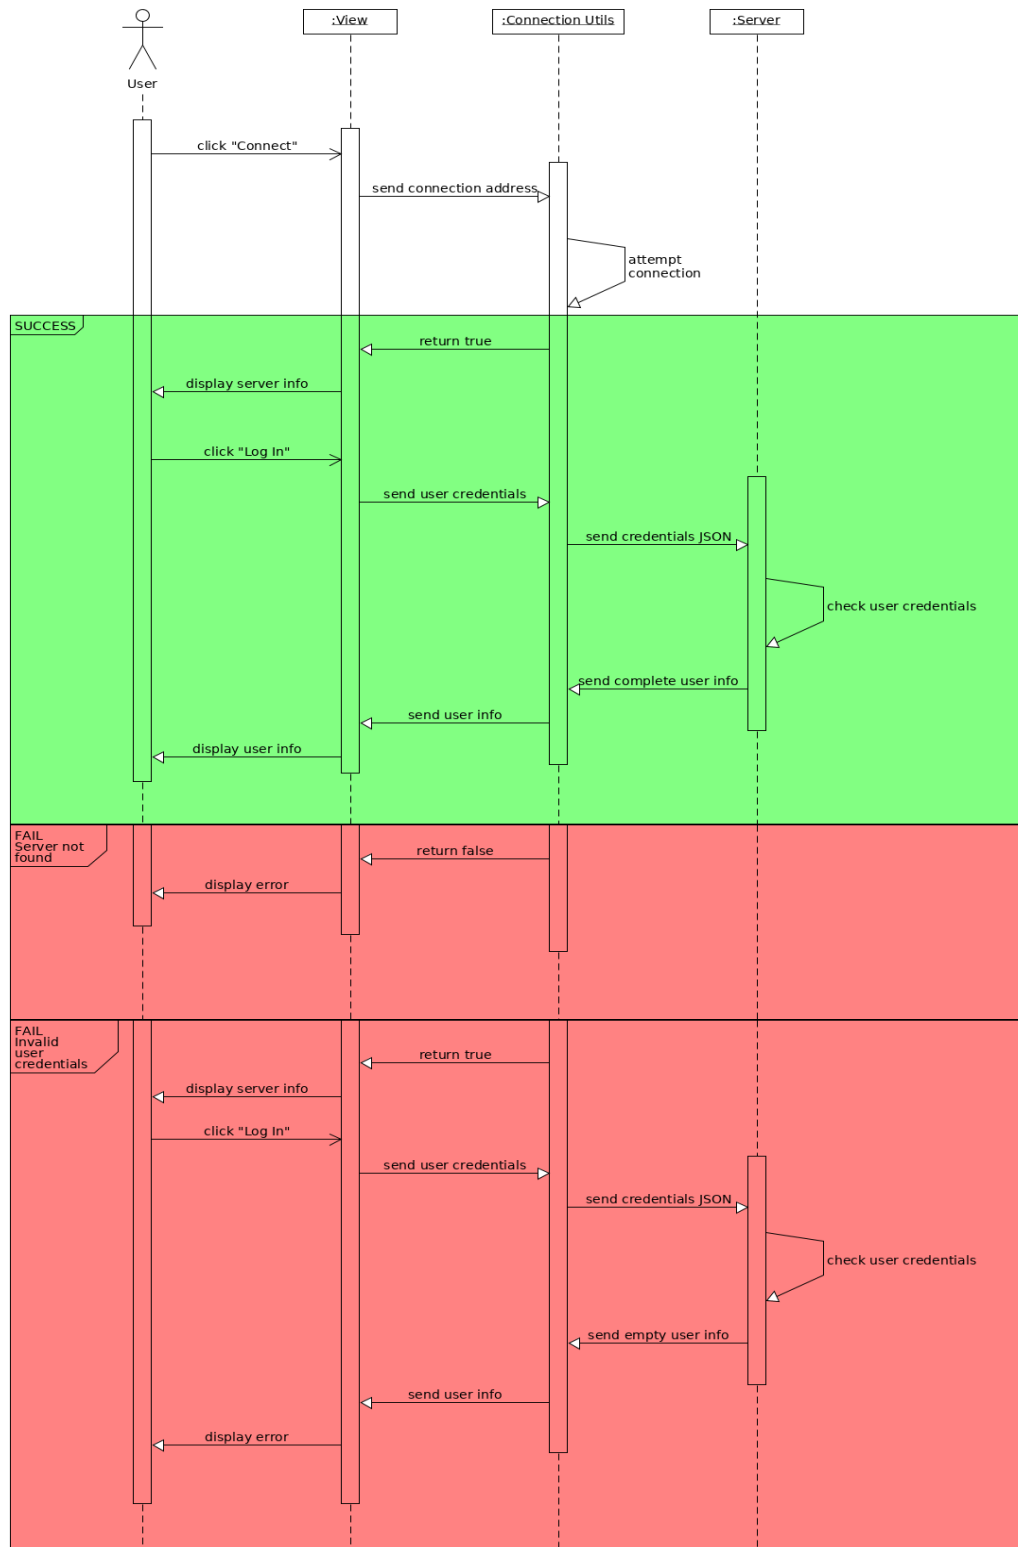 :View
:Connection Utils
:Server
User
click "Connect"
send connection address
attempt
connection
SUCCESS
return true
display server info
click "Log In"
send user credentials
send credentials JSON
check user credentials
send complete user info
send user info
display user info
FAIL
Server not
found
return false
display error
FAIL
Invalid
user
credentials
return true
display server info
click "Log In"
send user credentials
send credentials JSON
check user credentials
send empty user info
send user info
display error